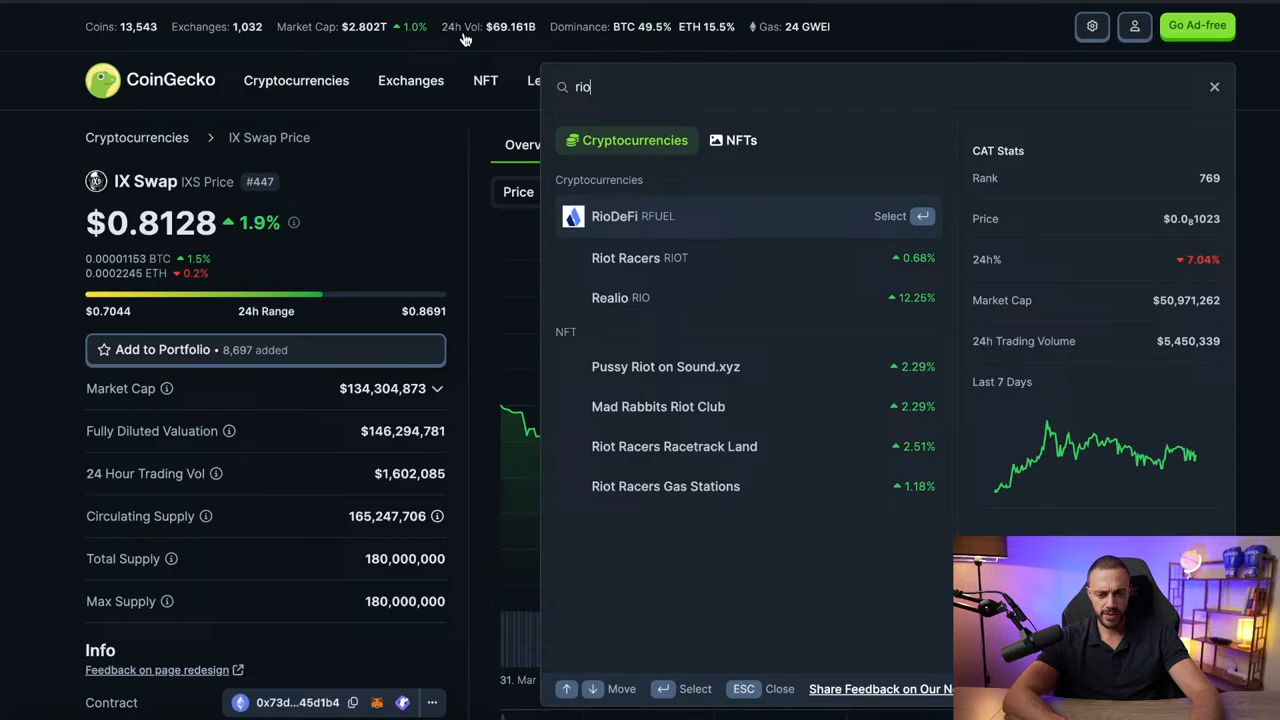 Coins: 13,543 Exchanges: 1,032 Market Cap: $2.802T 1.0% 24h Vol: $69.161B Dominance: BTC 49.5% ETH 15.5% Gas: 24 GWEI
Go Ad-free
CoinGecko Cryptocurrencies Exchanges NFT Le
rio
Cryptocurrencies > IX Swap Price
IX Swap IXS Price #447
$0.8128 1.9%
0.00001153 BTC 1.5%
0.0002245 ETH 0.2%
$0.7044 24h Range $0.8691
Add to Portfolio • 8,697 added
Market Cap $134,304,873
Fully Diluted Valuation $146,294,781
24 Hour Trading Vol $1,602,085
Circulating Supply 165,247,706
Total Supply 180,000,000
Max Supply 180,000,000
Info
Feedback on page redesign
Contract 0x73d...45d1b4
Overv
Price
31. Mar
Cryptocurrencies NFTs
Cryptocurrencies
RioDeFi RFUEL Select
Riot Racers RIOT 0.68%
Realio RIO 12.25%
NFT
Pussy Riot on Sound.xyz 2.29%
Mad Rabbits Riot Club 2.29%
Riot Racers Racetrack Land 2.51%
Riot Racers Gas Stations 1.18%
Move Select ESC Close Share Feedback on Our N
CAT Stats
Rank 769
Price $0.0₈1023
24h% 7.04%
Market Cap $50,971,262
24h Trading Volume $5,450,339
Last 7 Days